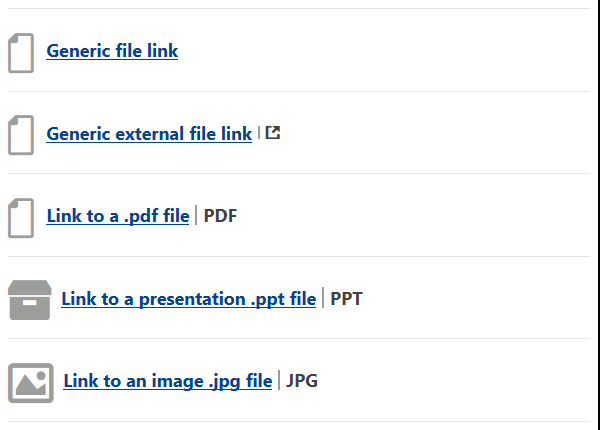 Generic file link
Generic external file link |
Link to a .pdf file | PDF
Link to a presentation .ppt file | PPT
Link to an image .jpg file | JPG